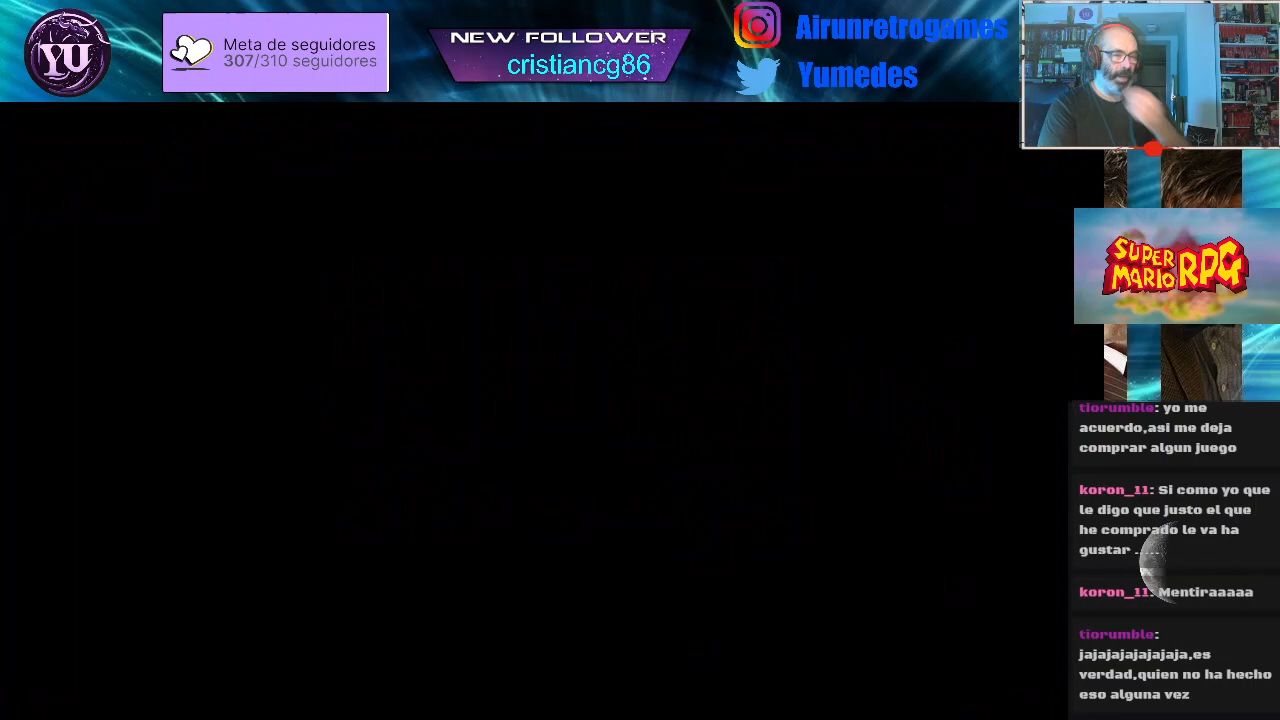 YU
Meta de seguidores
307/310 seguidores
NEW FOLLOWER
cristiancg86
Airunretrogames
Yumedes
SUPER
MARIO RPG
tiorumble: yo me
acuerdo,asi me deja
comprar algun juego
koron_11: Si como yo que
le digo que justo el que
he comprado le va ha
gustar .....
koron_11: Mentiraaaaa
tiorumble:
jajajajajajajaja,es
verdad,quien no ha hecho
eso alguna vez